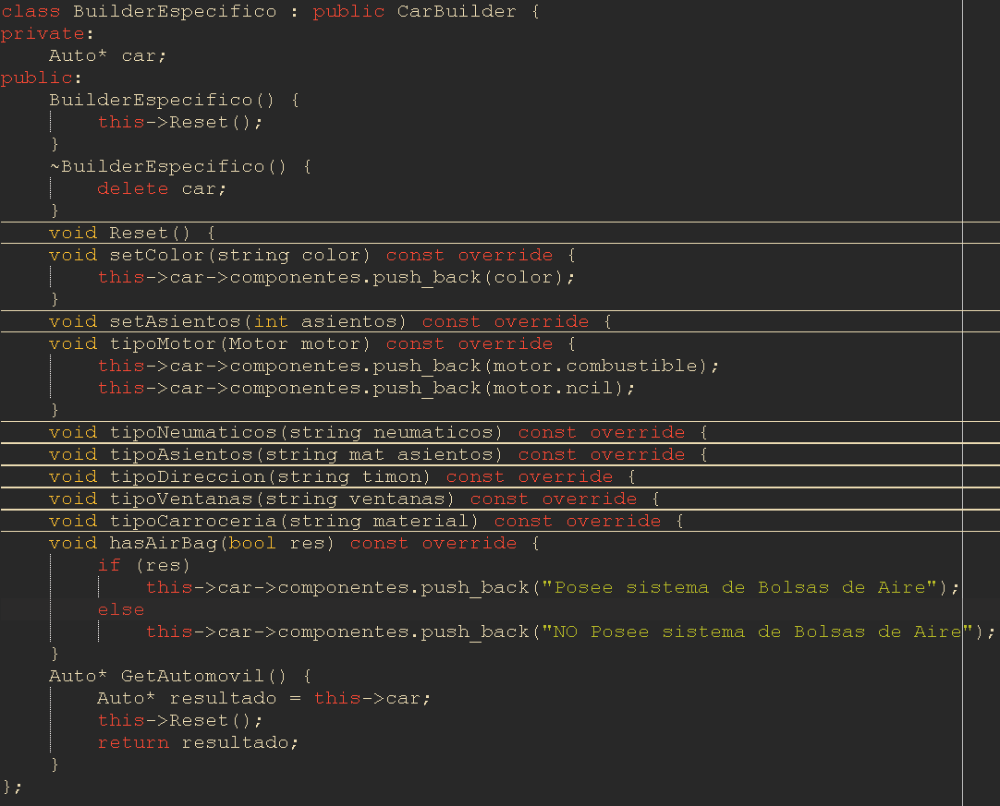 class BuilderEspecifico : public CarBuilder {
private:
    Auto* car;
public:
    BuilderEspecifico() {
        this->Reset();
    }
    ~BuilderEspecifico() {
        delete car;
    }
    void Reset() {
    void setColor(string color) const override {
        this->car->componentes.push_back(color);
    }
    void setAsientos(int asientos) const override {
    void tipoMotor(Motor motor) const override {
        this->car->componentes.push_back(motor.combustible);
        this->car->componentes.push_back(motor.ncil);
    }
    void tipoNeumaticos(string neumaticos) const override {
    void tipoAsientos(string mat asientos) const override {
    void tipoDireccion(string timon) const override {
    void tipoVentanas(string ventanas) const override {
    void tipoCarroceria(string material) const override {
    void hasAirBag(bool res) const override {
        if (res)
            this->car->componentes.push_back("Posee sistema de Bolsas de Aire");
        else
            this->car->componentes.push_back("NO Posee sistema de Bolsas de Aire");
    }
    Auto* GetAutomovil() {
        Auto* resultado = this->car;
        this->Reset();
        return resultado;
    }
};